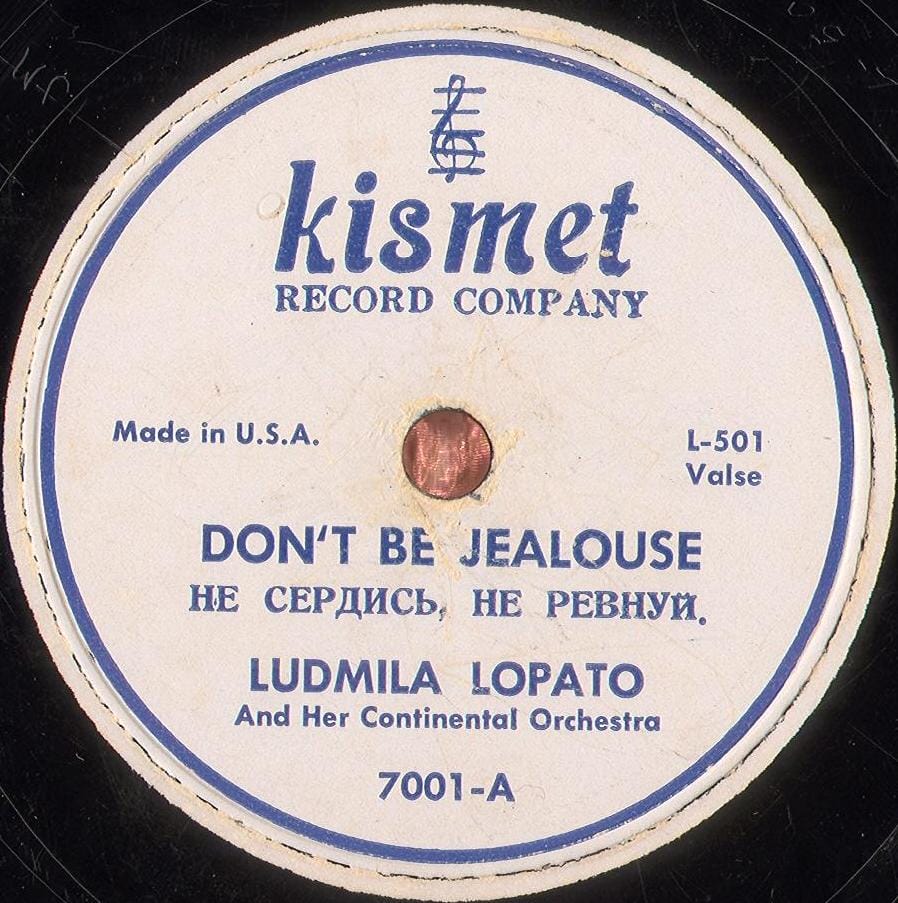 kismet
RECORD COMPANY
Made in U.S.A.
L-501
Valse
DON'T BE JEALOUSE
НЕ СЕРДИСЬ, НЕ РЕВНУЙ.
LUDMILA LOPATO
And Her Continental Orchestra
7001-A